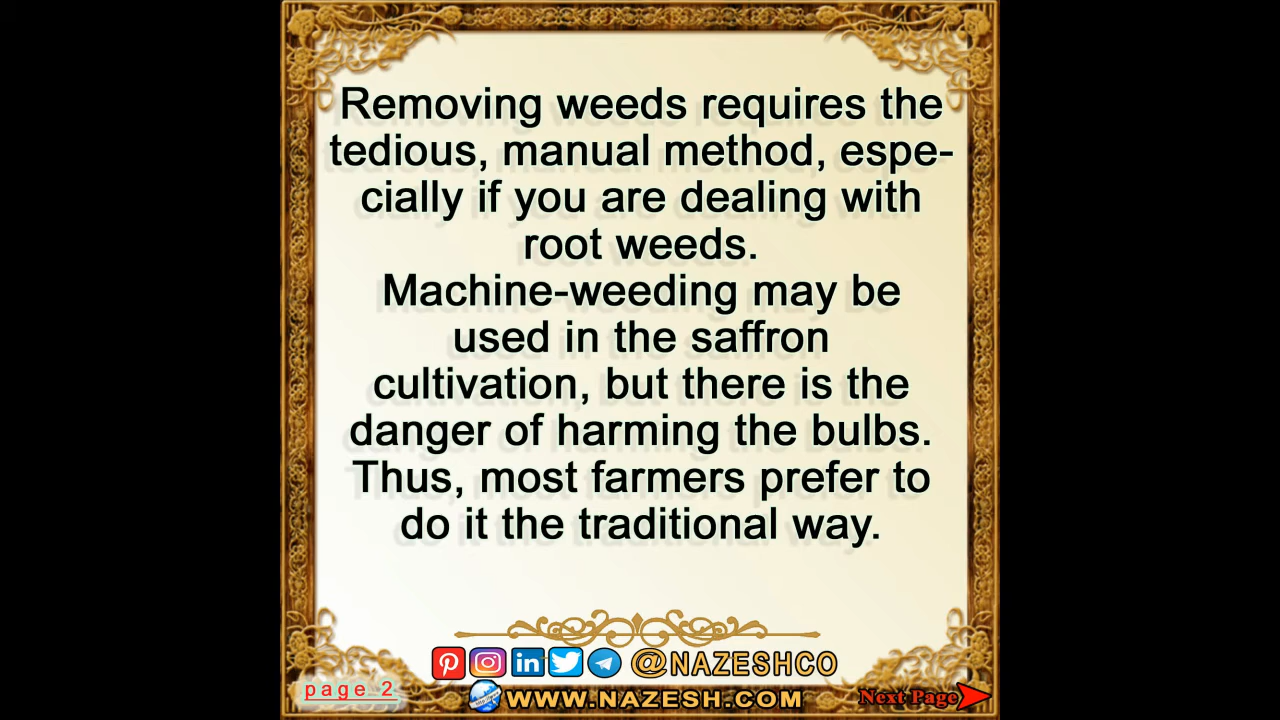 Removing weeds requires the
tedious, manual method, espe-
cially if you are dealing with
root weeds.
Machine-weeding may be
used in the saffron
cultivation, but there is the
danger of harming the bulbs.
Thus, most farmers prefer to
do it the traditional way.
@NAZESHCO
page 2
WWW.NAZESH.COM
Next Page